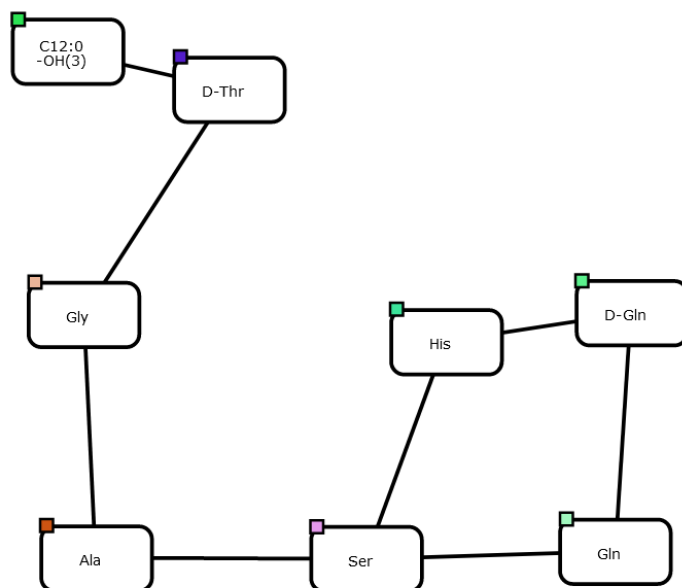 C12:0
-OH(3)
D-Thr
Gly
His
D-Gln
Ala
Ser
Gln